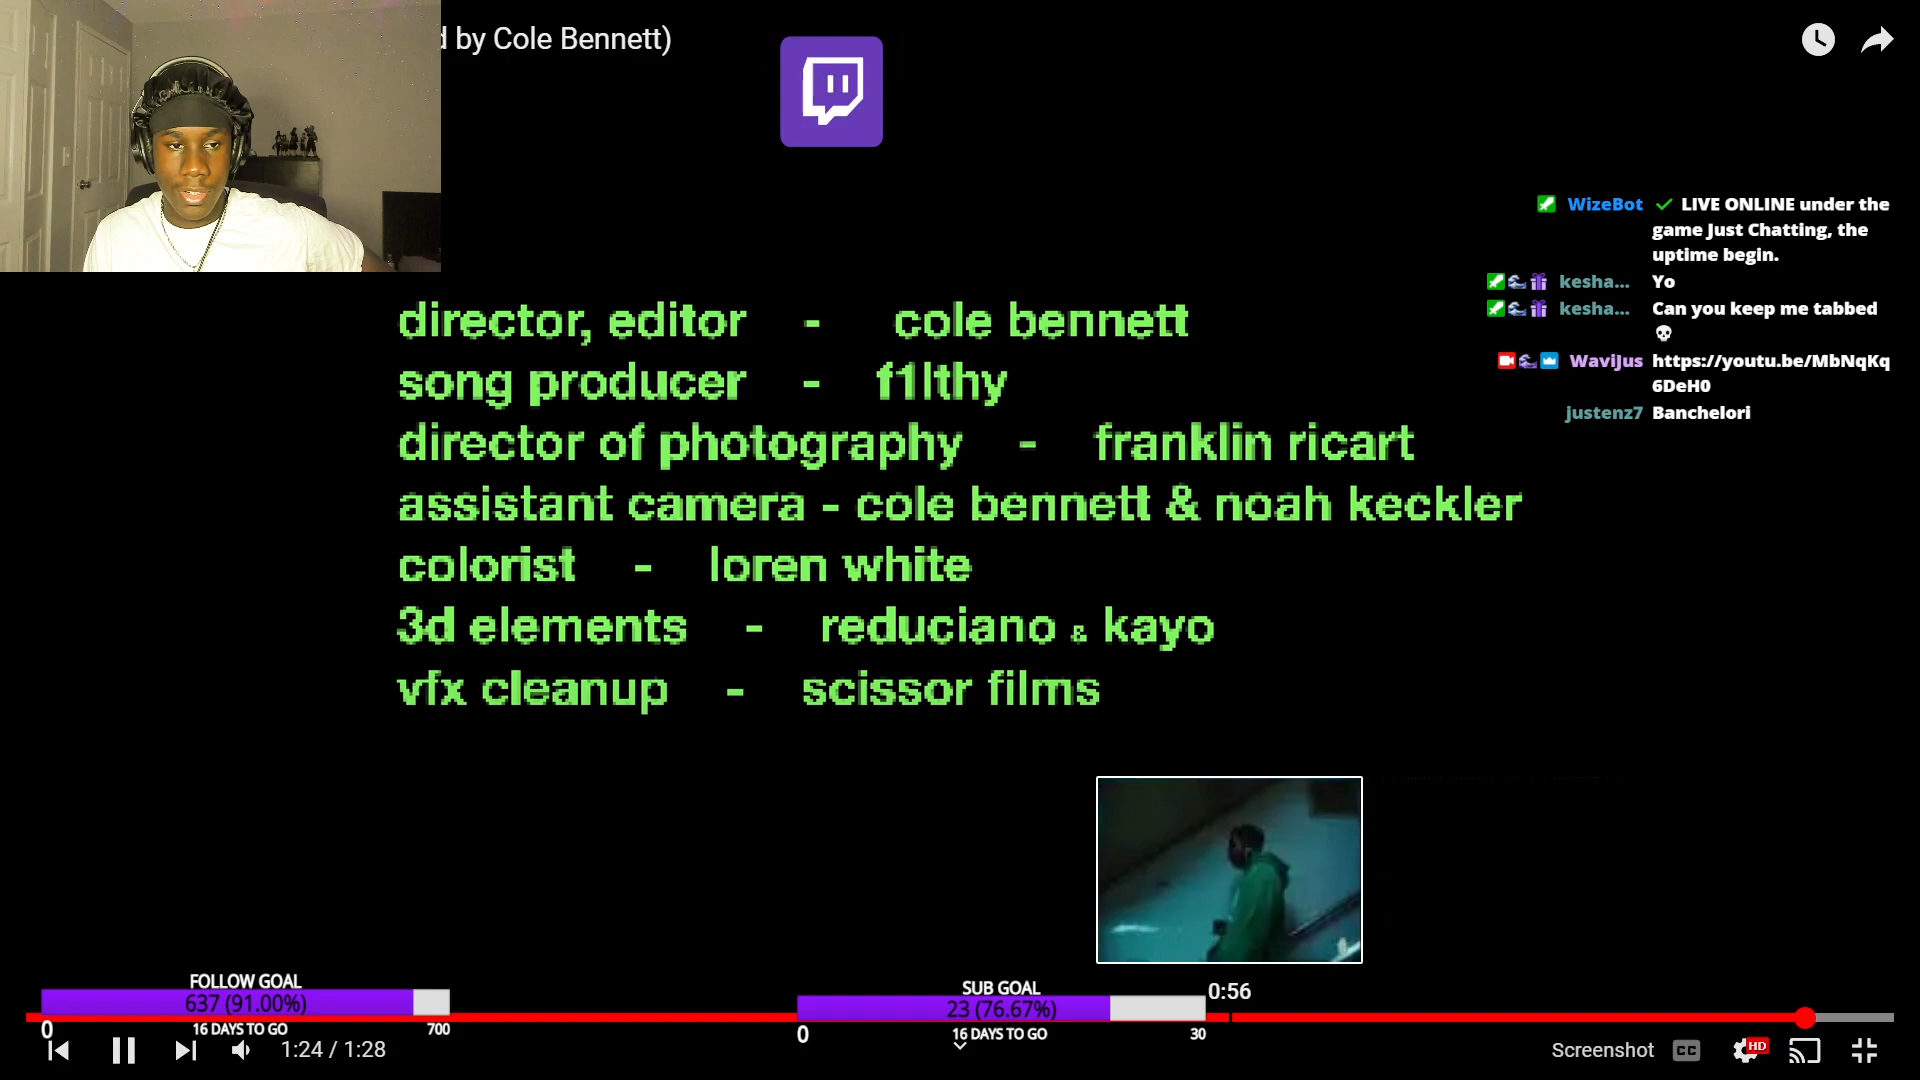 d by Cole Bennett)
WizeBot LIVE ONLINE under the
game Just Chatting, the
uptime begin.
kesha... Yo
kesha... Can you keep me tabbed
WaviJus https://youtu.be/MbNqKq
6DeH0
justenz7 Banchelori
director, editor - cole bennett
song producer - f1lthy
director of photography - franklin ricart
assistant camera - cole bennett & noah keckler
colorist - loren white
3d elements - reduciano & kayo
vfx cleanup - scissor films
FOLLOW GOAL
637 (91.00%)
0 16 DAYS TO GO 700
SUB GOAL
23 (76.67%)
0 16 DAYS TO GO 30
0:56
1:24 / 1:28
Screenshot CC HD